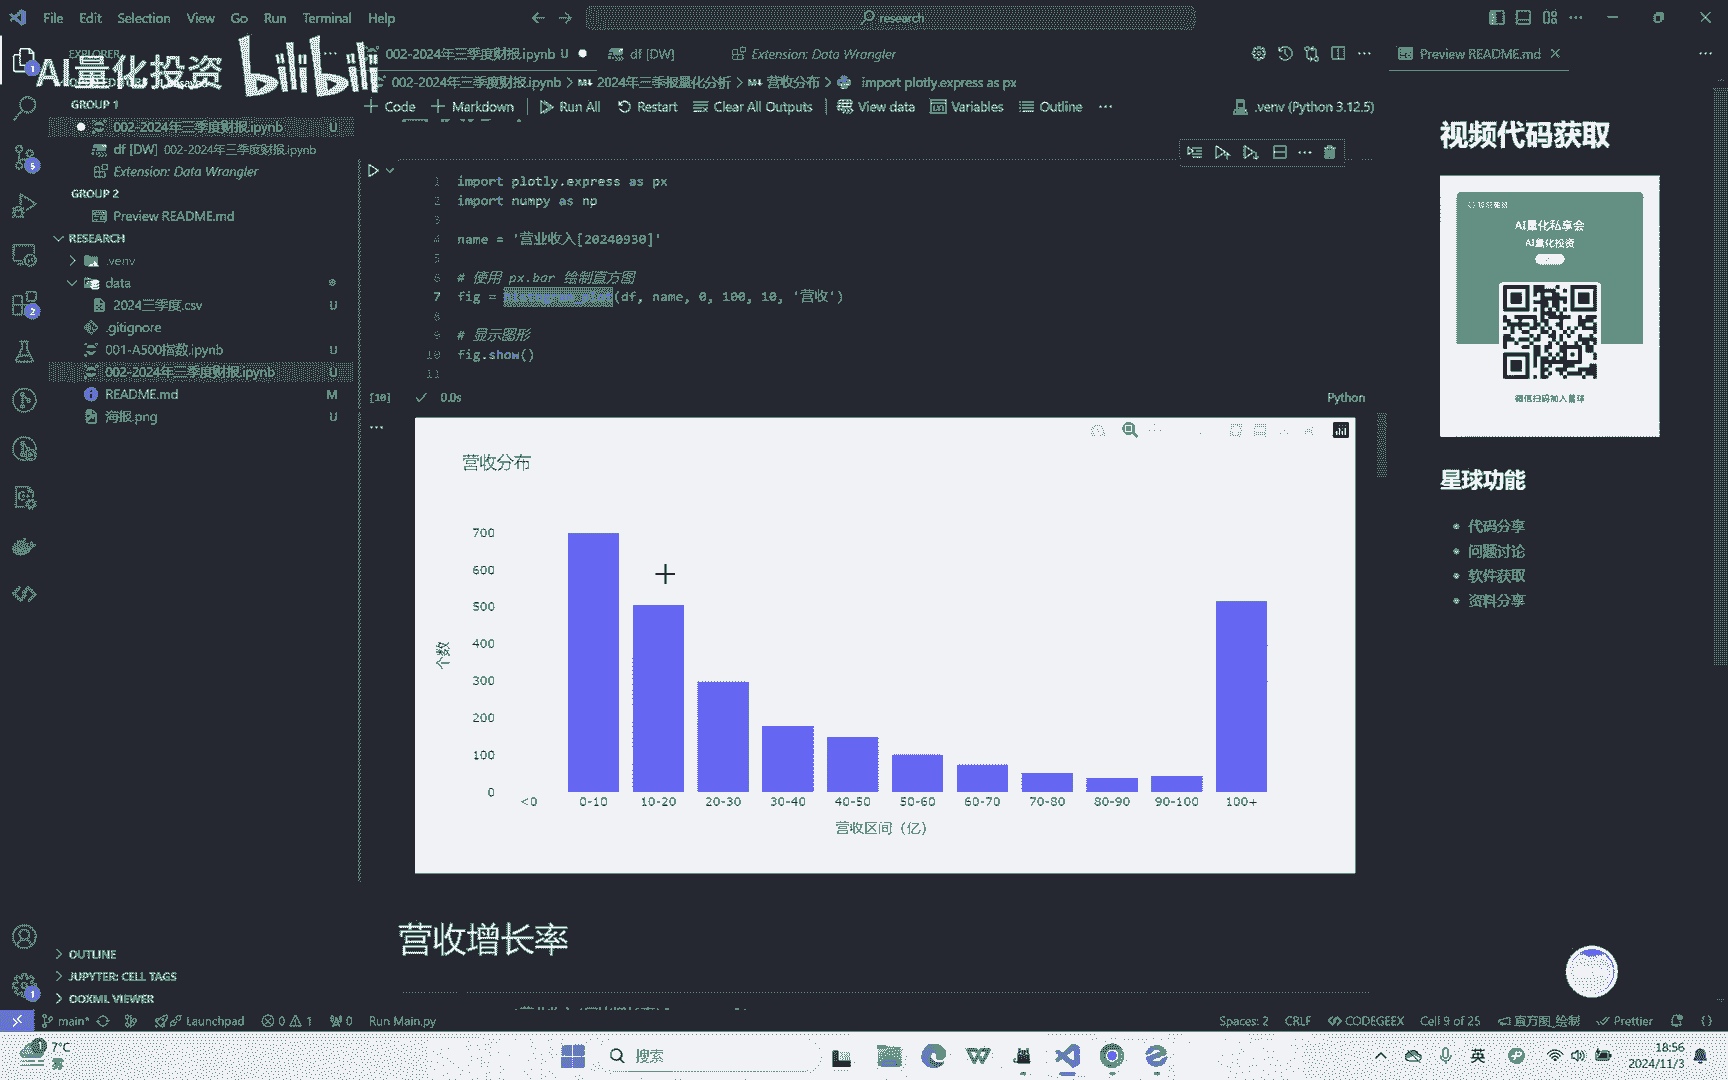 File Edit Selection View Go Run Terminal Help
research
AI量化投资 bilibili
EXPLORER
002-2024年三季度财报.ipynb U
df [DW]
Extension: Data Wrangler
Preview README.md
002-2024年三季度财报.ipynb > 2024年三季报量化分析 > 营收分布 > import plotly.express as px
Code Markdown Run All Restart Clear All Outputs View data Variables Outline
.venv (Python 3.12.5)
GROUP 1
002-2024年三季度财报.ipynb U
df [DW] 002-2024年三季度财报.ipynb
Extension: Data Wrangler
GROUP 2
Preview README.md
RESEARCH
.venv
data
2024三季度.csv U
.gitignore
001-A500指数.ipynb U
002-2024年三季度财报.ipynb U
README.md M
海报.png U
1 import plotly.express as px
2 import numpy as np
3
4 name = '营业收入[20240930]'
5
6 # 使用 px.bar 绘制直方图
7 fig = (df, name, 0, 100, 10, '营收')
8
9 # 显示图形
10 fig.show()
11
[10] 0.0s
Python
营收分布
700
600
500
400
300
200
100
0
个数
<0 0-10 10-20 20-30 30-40 40-50 50-60 60-70 70-80 80-90 90-100 100+
营收区间（亿）
营收增长率
视频代码获取
AI量化私享会
AI量化投资
微信扫码加入星球
星球功能
代码分享
问题讨论
软件获取
资料分享
OUTLINE
JUPYTER: CELL TAGS
OOXML VIEWER
main* Launchpad 0 1 0 Run Main.py
Spaces: 2 CRLF CODEGEEX Cell 9 of 25 直方图_绘制 Prettier
7°C
搜索
英
18:56
2024/11/3